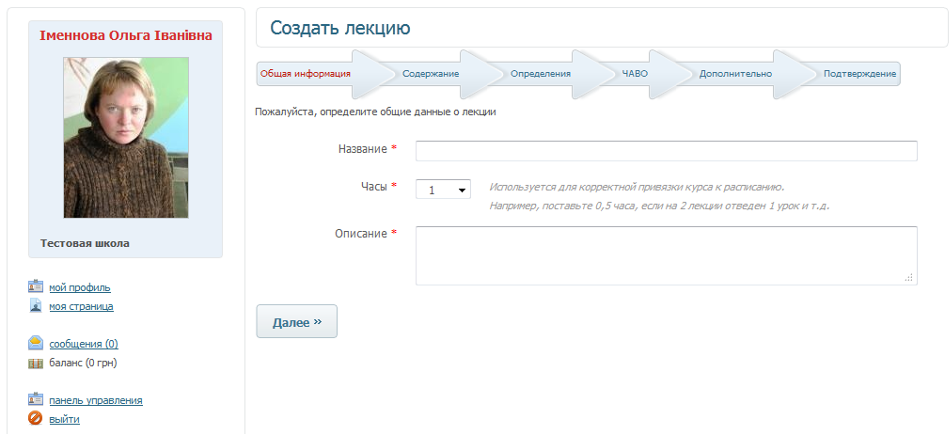 Іменнова Ольга Іванівна
Тестовая школа
мой профиль
моя страница
сообщения (0)
баланс (0 грн)
панель управления
выйти
Создать лекцию
Общая информация
Содержание
Определения
ЧАВО
Дополнительно
Подтверждение
Пожалуйста, определите общие данные о лекции
Название *
Часы *
1
Используется для корректной привязки курса к расписанию.
Например, поставьте 0,5 часа, если на 2 лекции отведен 1 урок и т.д.
Описание *
Далее »